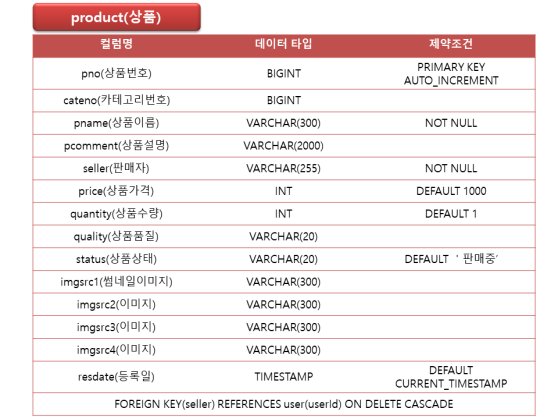 product(상품)
컬럼명 데이터 타입 제약조건
pno(상품번호) BIGINT PRIMARY KEY AUTO_INCREMENT
cateno(카테고리번호) BIGINT
pname(상품이름) VARCHAR(300) NOT NULL
pcomment(상품설명) VARCHAR(2000)
seller(판매자) VARCHAR(255) NOT NULL
price(상품가격) INT DEFAULT 1000
quantity(상품수량) INT DEFAULT 1
quality(상품품질) VARCHAR(20)
status(상품상태) VARCHAR(20) DEFAULT ‘ 판매중’
imgsrc1(썸네일이미지) VARCHAR(300)
imgsrc2(이미지) VARCHAR(300)
imgsrc3(이미지) VARCHAR(300)
imgsrc4(이미지) VARCHAR(300)
resdate(등록일) TIMESTAMP DEFAULT CURRENT_TIMESTAMP
FOREIGN KEY(seller) REFERENCES user(userId) ON DELETE CASCADE